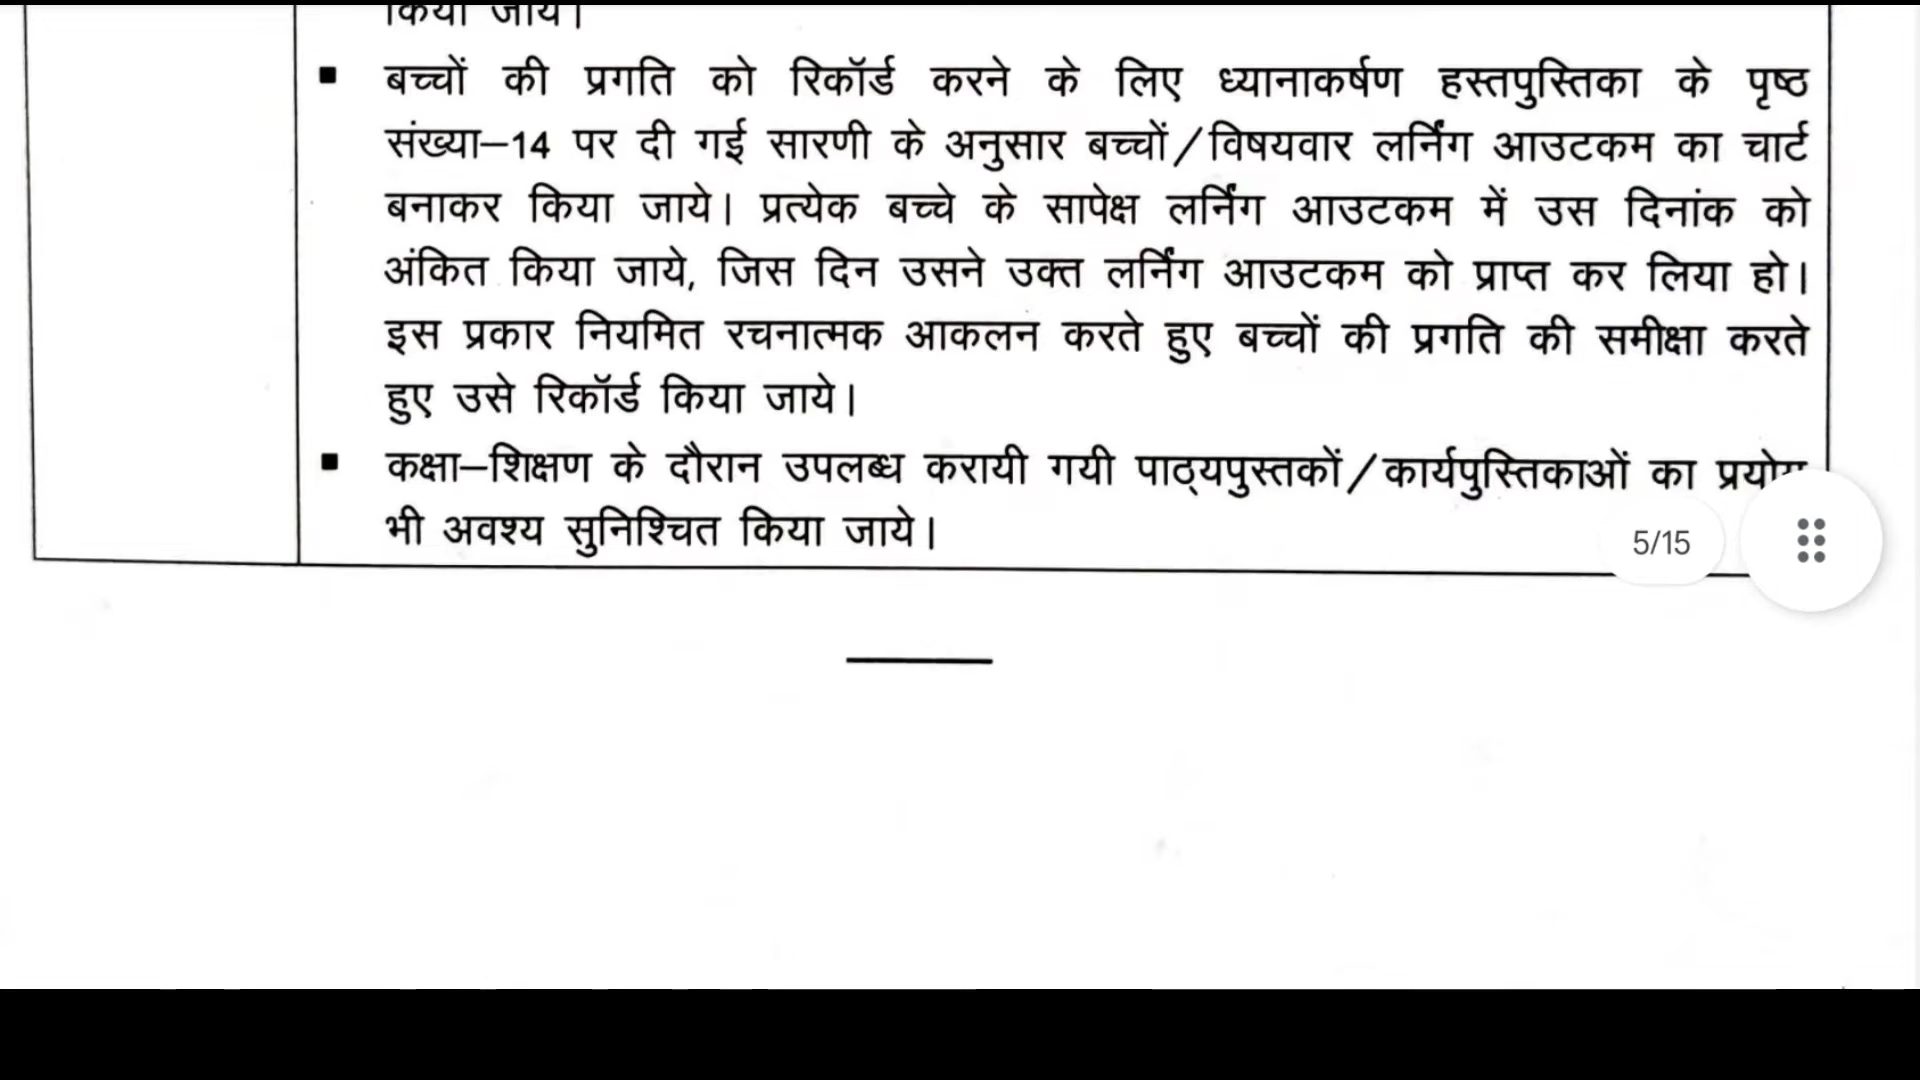 किया जाये।
▪ बच्चों की प्रगति को रिकॉर्ड करने के लिए ध्यानाकर्षण हस्तपुस्तिका के पृष्ठ
संख्या–14 पर दी गई सारणी के अनुसार बच्चों/विषयवार लर्निंग आउटकम का चार्ट
बनाकर किया जाये। प्रत्येक बच्चे के सापेक्ष लर्निंग आउटकम में उस दिनांक को
अंकित किया जाये, जिस दिन उसने उक्त लर्निंग आउटकम को प्राप्त कर लिया हो।
इस प्रकार नियमित रचनात्मक आकलन करते हुए बच्चों की प्रगति की समीक्षा करते
हुए उसे रिकॉर्ड किया जाये।
▪ कक्षा–शिक्षण के दौरान उपलब्ध करायी गयी पाठ्यपुस्तकों/कार्यपुस्तिकाओं का प्रयोग
भी अवश्य सुनिश्चित किया जाये।
5/15